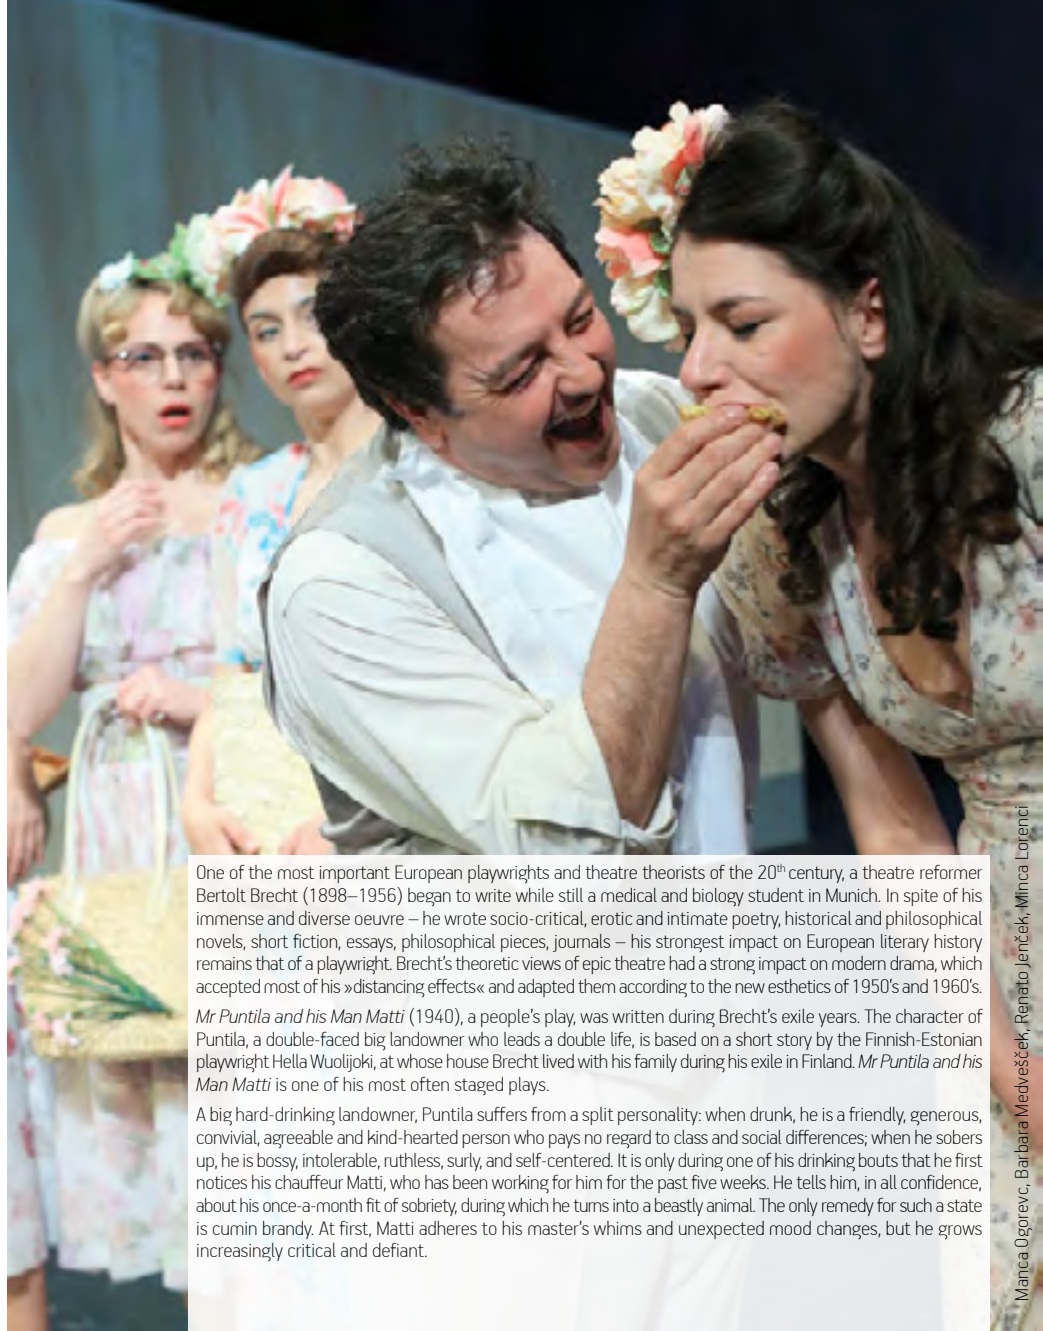 One of the most important European playwrights and theatre theorists of the 20th century, a theatre reformer
Bertolt Brecht (1898–1956) began to write while still a medical and biology student in Munich. In spite of his
immense and diverse oeuvre – he wrote socio-critical, erotic and intimate poetry, historical and philosophical
novels, short fiction, essays, philosophical pieces, journals – his strongest impact on European literary history
remains that of a playwright. Brecht's theoretic views of epic theatre had a strong impact on modern drama, which
accepted most of his »distancing effects« and adapted them according to the new esthetics of 1950's and 1960's.
Mr Puntila and his Man Matti (1940), a people's play, was written during Brecht's exile years. The character of
Puntila, a double-faced big landowner who leads a double life, is based on a short story by the Finnish-Estonian
playwright Hella Wuolijoki, at whose house Brecht lived with his family during his exile in Finland. Mr Puntila and his
Man Matti is one of his most often staged plays.
A big hard-drinking landowner, Puntila suffers from a split personality: when drunk, he is a friendly, generous,
convivial, agreeable and kind-hearted person who pays no regard to class and social differences; when he sobers
up, he is bossy, intolerable, ruthless, surly, and self-centered. It is only during one of his drinking bouts that he first
notices his chauffeur Matti, who has been working for him for the past five weeks. He tells him, in all confidence,
about his once-a-month fit of sobriety, during which he turns into a beastly animal. The only remedy for such a state
is cumin brandy. At first, Matti adheres to his master's whims and unexpected mood changes, but he grows
increasingly critical and defiant.
Manca Ogorevc, Barbara Medvešček, Renato Jenček, Minca Lorenci